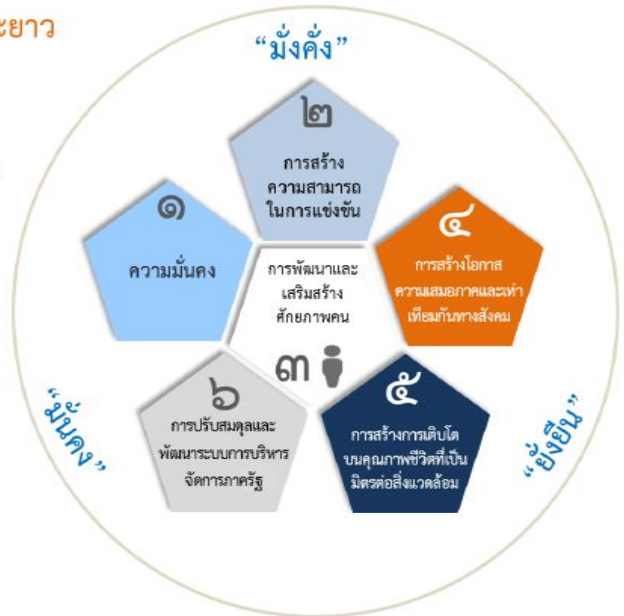 ะยาว
“มั่งคั่ง”
๒
การสร้าง
ความสามารถ
ในการแข่งขัน
๑
ความมั่นคง
การพัฒนาและ
เสริมสร้าง
ศักยภาพคน
๓
๔
การสร้างโอกาส
ความเสมอภาคและเท่า
เทียมกันทางสังคม
๖
การปรับสมดุลและ
พัฒนาระบบการบริหาร
จัดการภาครัฐ
๕
การสร้างการเติบโต
บนคุณภาพชีวิตที่เป็น
มิตรต่อสิ่งแวดล้อม
“มั่นคง”
“ยั่งยืน”